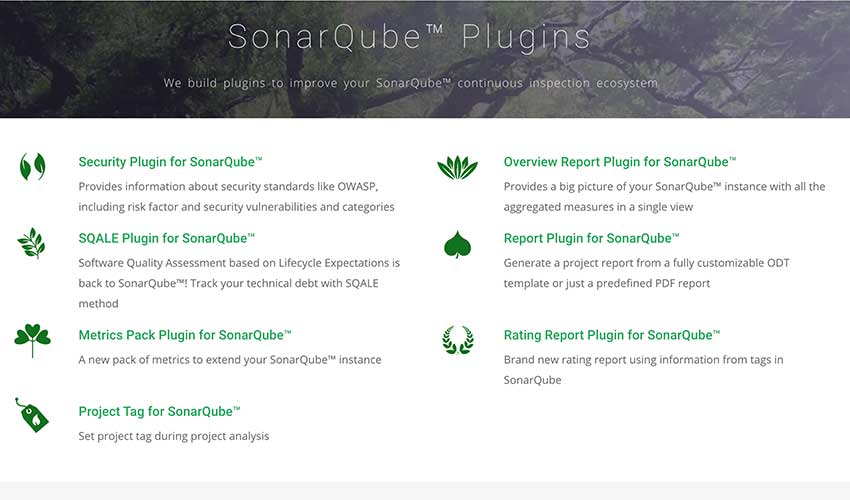 SonarQube™ Plugins
We build plugins to improve your SonarQube™ continuous inspection ecosystem
Security Plugin for SonarQube™
Provides information about security standards like OWASP,
including risk factor and security vulnerabilities and categories
SQALE Plugin for SonarQube™
Software Quality Assessment based on Lifecycle Expectations is
back to SonarQube™! Track your technical debt with SQALE
method
Metrics Pack Plugin for SonarQube™
A new pack of metrics to extend your SonarQube™ instance
Project Tag for SonarQube™
Set project tag during project analysis
Overview Report Plugin for SonarQube™
Provides a big picture of your SonarQube™ instance with all the
aggregated measures in a single view
Report Plugin for SonarQube™
Generate a project report from a fully customizable ODT
template or just a predefined PDF report
Rating Report Plugin for SonarQube™
Brand new rating report using information from tags in
SonarQube